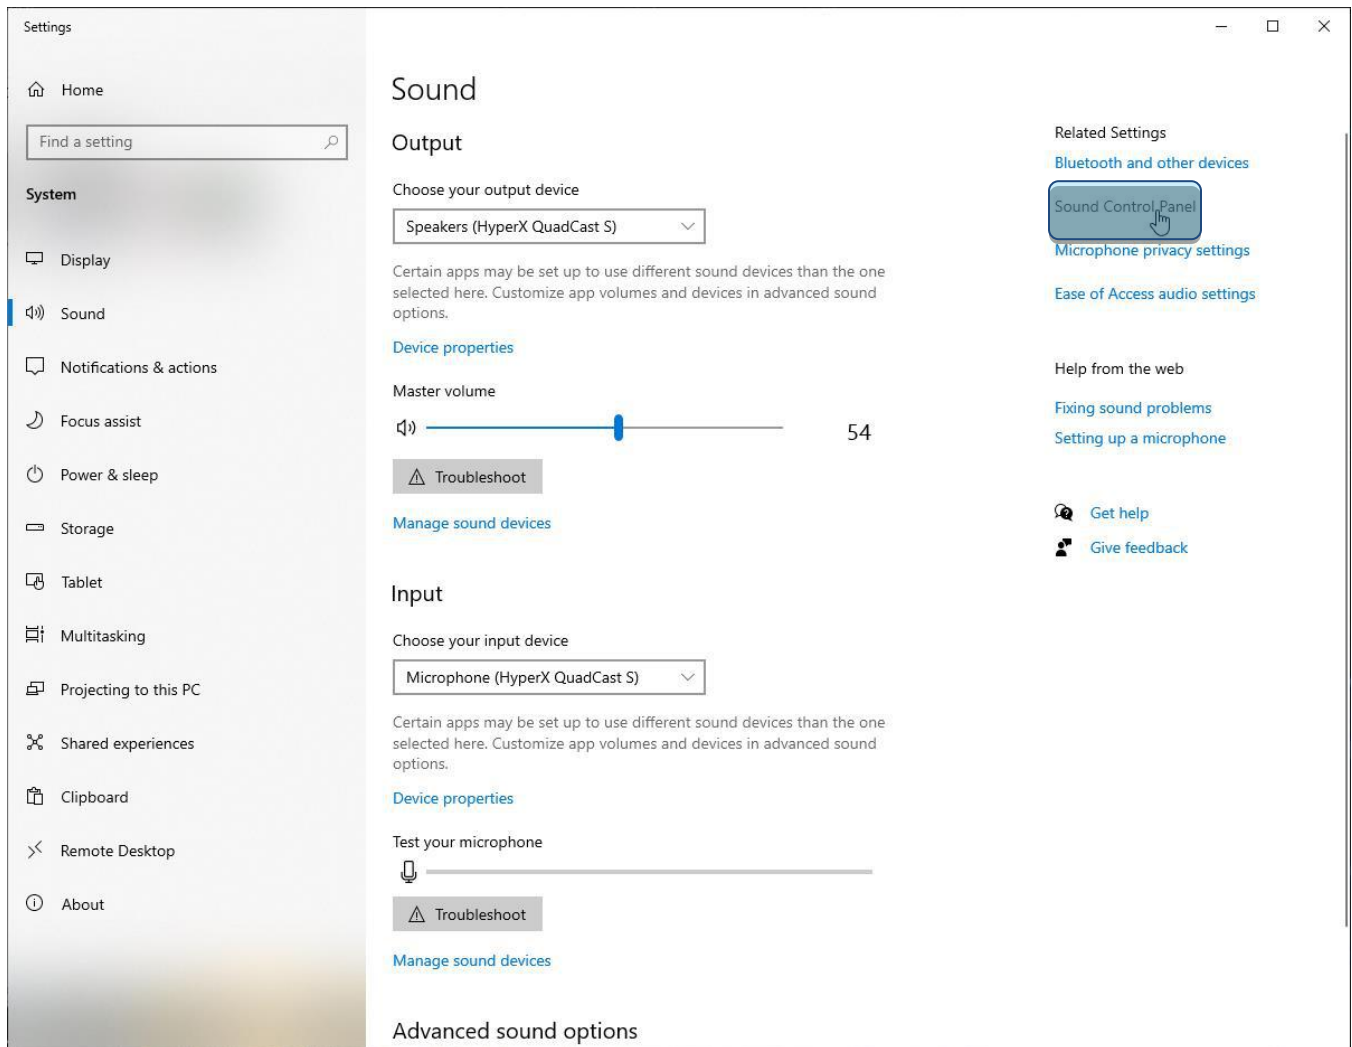 Settings
Home
Find a setting
System
Display
Sound
Notifications & actions
Focus assist
Power & sleep
Storage
Tablet
Multitasking
Projecting to this PC
Shared experiences
Clipboard
Remote Desktop
About
Sound
Output
Choose your output device
Speakers (HyperX QuadCast S)
Certain apps may be set up to use different sound devices than the one
selected here. Customize app volumes and devices in advanced sound
options.
Device properties
Master volume
54
Troubleshoot
Manage sound devices
Input
Choose your input device
Microphone (HyperX QuadCast S)
Certain apps may be set up to use different sound devices than the one
selected here. Customize app volumes and devices in advanced sound
options.
Device properties
Test your microphone
Troubleshoot
Manage sound devices
Advanced sound options
Related Settings
Bluetooth and other devices
Sound Control Panel
Microphone privacy settings
Ease of Access audio settings
Help from the web
Fixing sound problems
Setting up a microphone
Get help
Give feedback